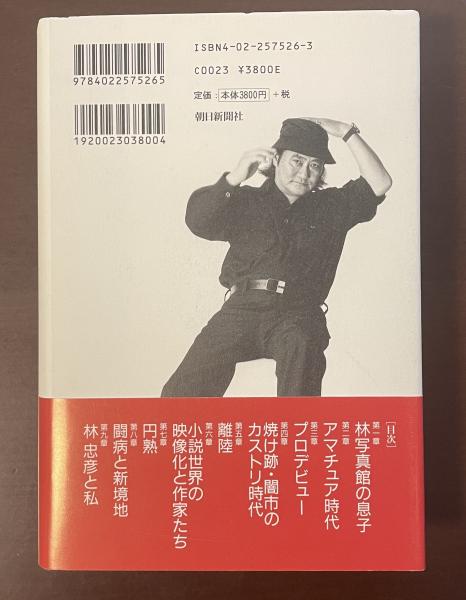 ISBN4-02-257526-3
C0023 ¥3800E
定価：本体3800円＋税
朝日新聞社
9784022575265
1920023038004
［目次］
第一章
林写真館の息子
第二章
アマチュア時代
第三章
プロデビュー
第四章
焼け跡・闇市の
カストリ時代
第五章
離陸
第六章
小説世界の
映像化と作家たち
第七章
円熟
第八章
闘病と新境地
第九章
林 忠彦と私